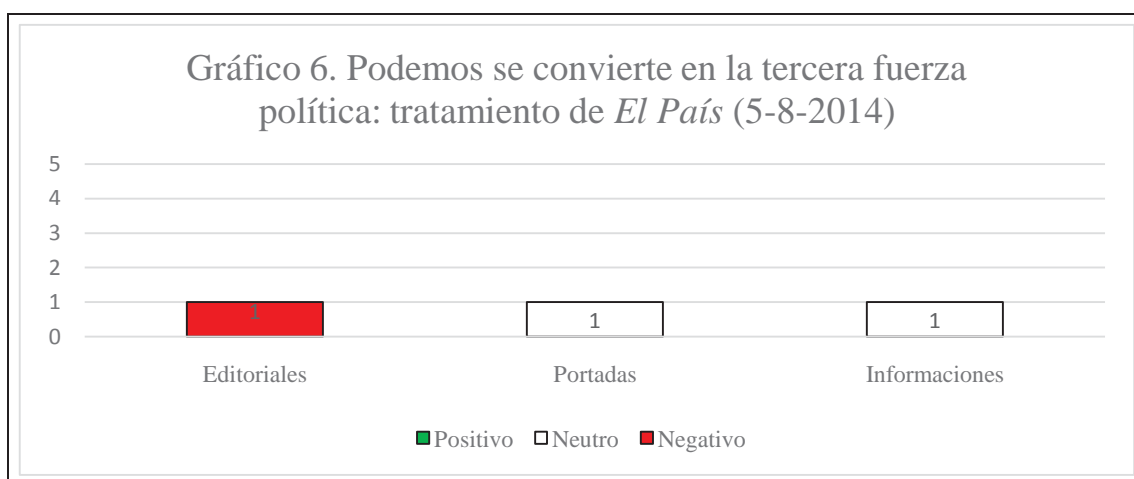 Gráfico 6. Podemos se convierte en la tercera fuerza
política: tratamiento de El País (5-8-2014)
5
4
3
2
1
0
1
1
1
Editoriales
Portadas
Informaciones
Positivo
Neutro
Negativo